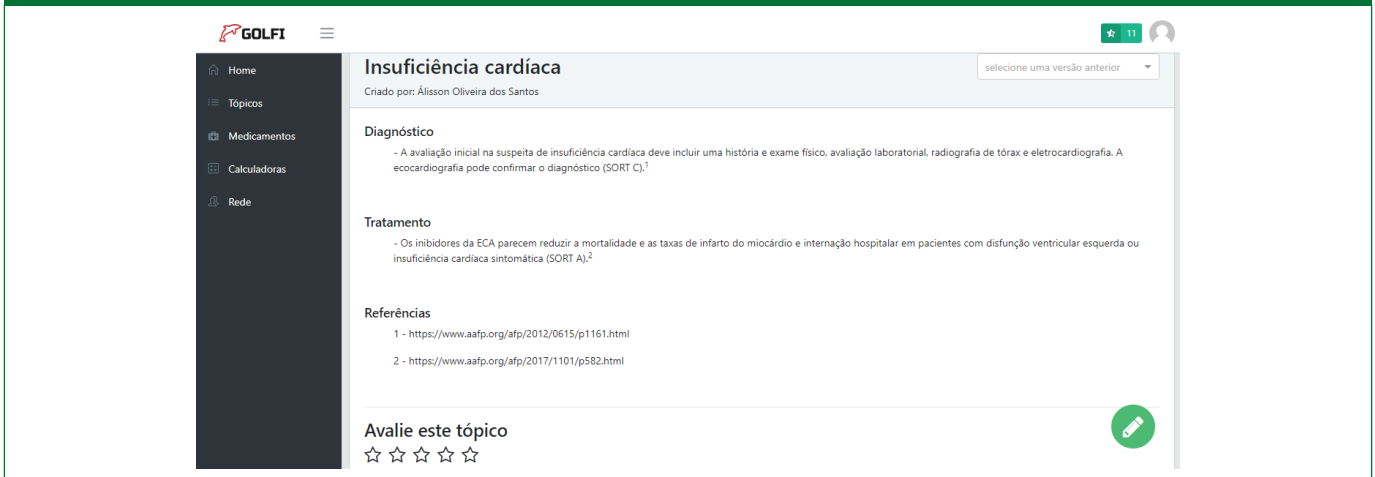 GOLFI
11
Home
Tópicos
Medicamentos
Calculadoras
Rede
Insuficiência cardíaca
selecione uma versão anterior
Criado por: Álisson Oliveira dos Santos
Diagnóstico
- A avaliação inicial na suspeita de insuficiência cardíaca deve incluir uma história e exame físico, avaliação laboratorial, radiografia de tórax e eletrocardiografia. A
ecocardiografia pode confirmar o diagnóstico (SORT C).1
Tratamento
- Os inibidores da ECA parecem reduzir a mortalidade e as taxas de infarto do miocárdio e internação hospitalar em pacientes com disfunção ventricular esquerda ou
insuficiência cardíaca sintomática (SORT A).2
Referências
1 - https://www.aafp.org/afp/2012/0615/p1161.html
2 - https://www.aafp.org/afp/2017/1101/p582.html
Avalie este tópico